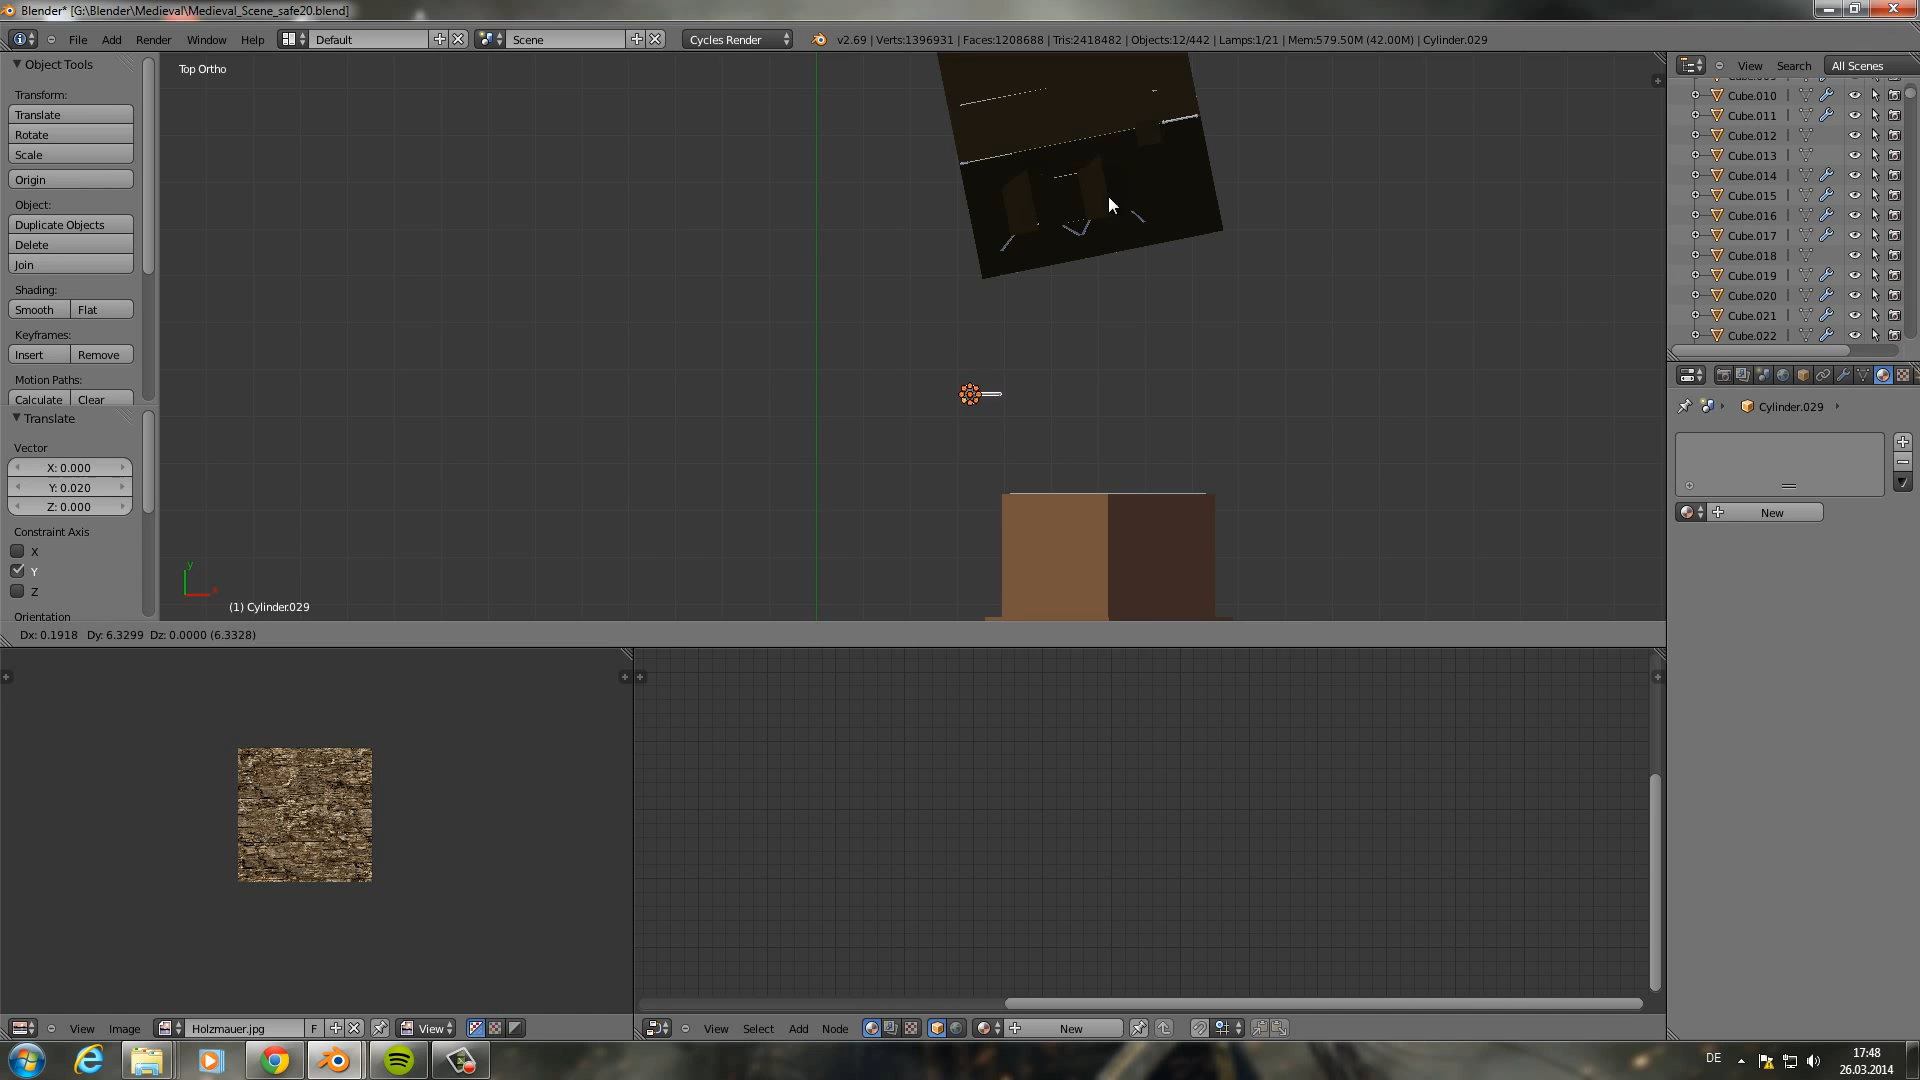 Blender* [G:\Blender\Medieval\Medieval_Scene_safe20.blend]
File Add Render Window Help Default Scene Cycles Render v2.69 | Verts:1396931 | Faces:1208688 | Tris:2418482 | Objects:12/442 | Lamps:1/21 | Mem:579.50M (42.00M) | Cylinder.029
Object Tools
Transform:
Translate
Rotate
Scale
Origin
Object:
Duplicate Objects
Delete
Join
Shading:
Smooth Flat
Keyframes:
Insert Remove
Motion Paths:
Calculate Clear
Translate
Vector
X: 0.000
Y: 0.020
Z: 0.000
Constraint Axis
X
Y
Z
Orientation
Top Ortho
y
(1) Cylinder.029
Dx: 0.1918 Dy: 6.3299 Dz: 0.0000 (6.3328)
View Search All Scenes
Cube.010
Cube.011
Cube.012
Cube.013
Cube.014
Cube.015
Cube.016
Cube.017
Cube.018
Cube.019
Cube.020
Cube.021
Cube.022
Cylinder.029
New
View Image Holzmauer.jpg F View
View Select Add Node New
DE
17:48
26.03.2014